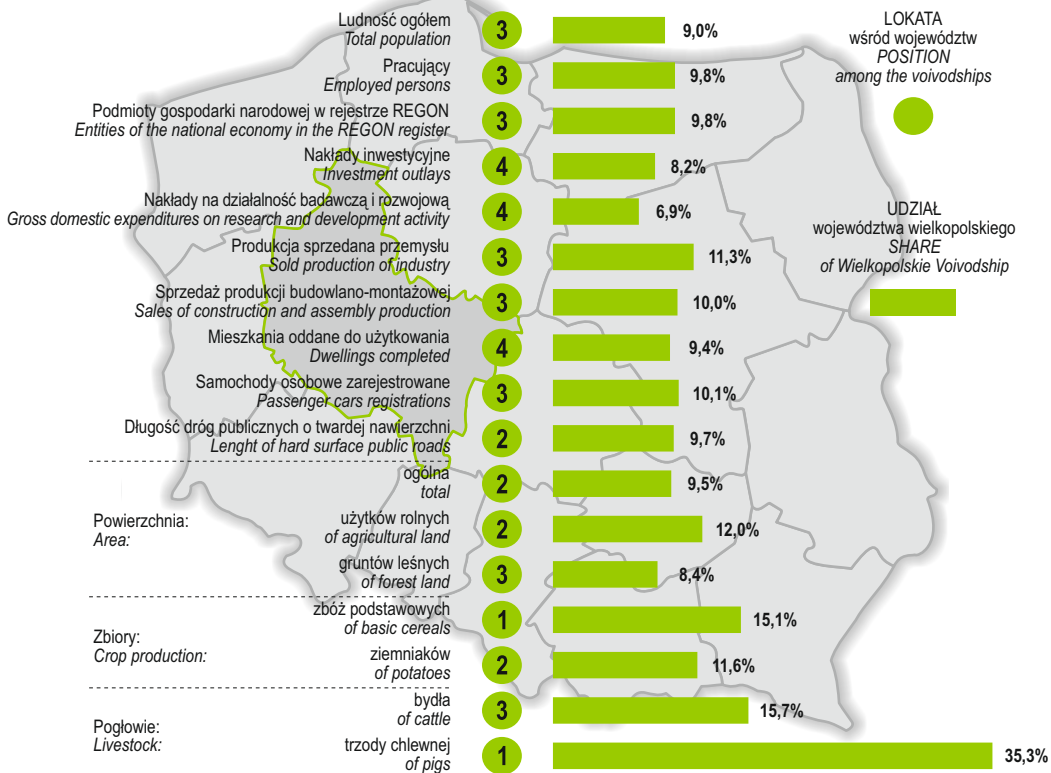 Ludność ogółem
Total population
3
9,0%
Pracujący
Employed persons
3
9,8%
Podmioty gospodarki narodowej w rejestrze REGON
Entities of the national economy in the REGON register
3
9,8%
Nakłady inwestycyjne
Investment outlays
4
8,2%
Nakłady na działalność badawczą i rozwojową
Gross domestic expenditures on research and development activity
4
6,9%
Produkcja sprzedana przemysłu
Sold production of industry
3
11,3%
Sprzedaż produkcji budowlano-montażowej
Sales of construction and assembly production
3
10,0%
Mieszkania oddane do użytkowania
Dwellings completed
4
9,4%
Samochody osobowe zarejestrowane
Passenger cars registrations
3
10,1%
Długość dróg publicznych o twardej nawierzchni
Lenght of hard surface public roads
2
9,7%
Powierzchnia:
Area:
ogólna
total
2
9,5%
użytków rolnych
of agricultural land
2
12,0%
gruntów leśnych
of forest land
3
8,4%
Zbiory:
Crop production:
zbóż podstawowych
of basic cereals
1
15,1%
ziemniaków
of potatoes
2
11,6%
Pogłowie:
Livestock:
bydła
of cattle
3
15,7%
trzody chlewnej
of pigs
1
35,3%
LOKATA
wśród województw
POSITION
among the voivodships
UDZIAŁ
województwa wielkopolskiego
SHARE
of Wielkopolskie Voivodship